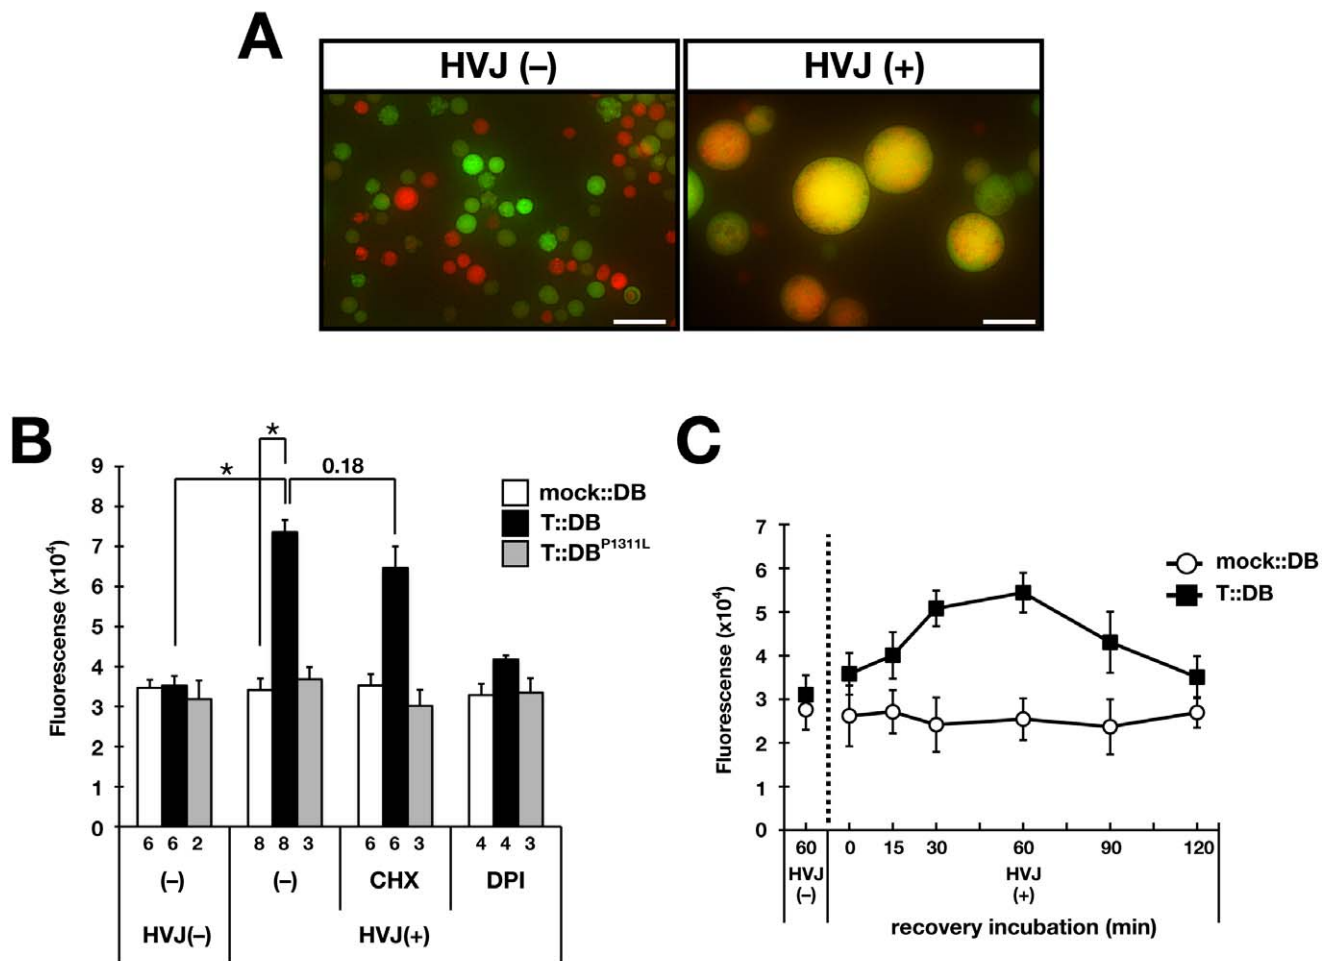 A
HVJ (–)
HVJ (+)
B
*
*
0.18
9
8
7
6
5
4
3
2
1
0
Fluorescense (x10⁴)
mock::DB
T::DB
T::DBᴾ¹³¹¹ᴸ
6 6 2
8 8 3
6 6 3
4 4 3
(–)
(–)
CHX
DPI
HVJ(–)
HVJ(+)
C
7
6
5
4
3
2
1
0
Fluorescense (x10⁴)
mock::DB
T::DB
60
0
15
30
60
90
120
HVJ
(–)
HVJ
(+)
recovery incubation (min)